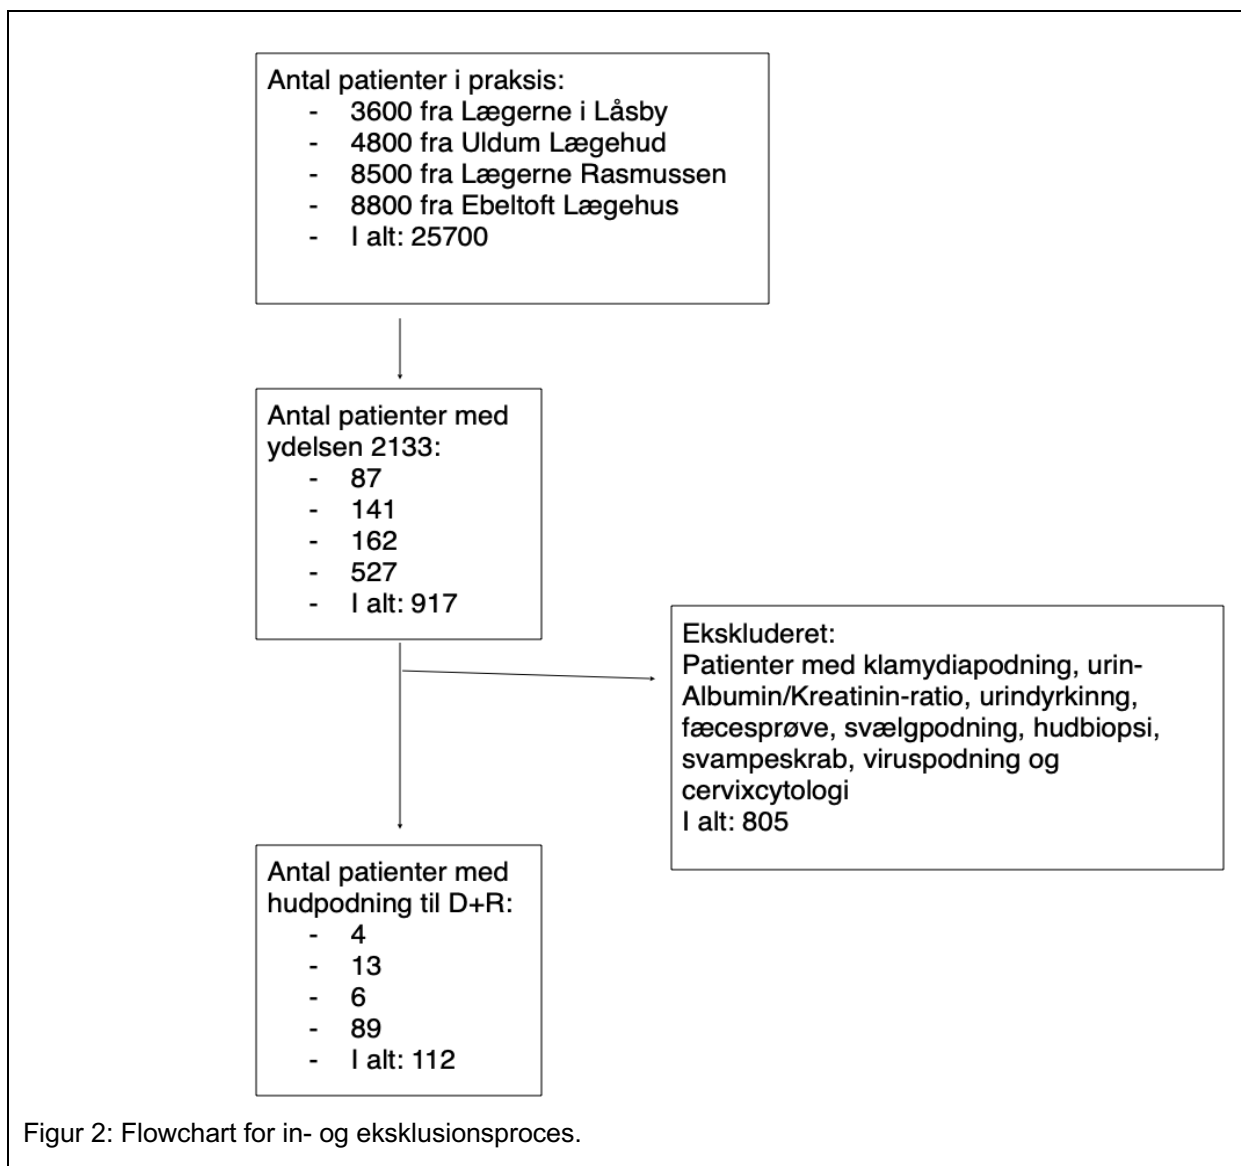 Antal patienter i praksis:
- 3600 fra Lægerne i Låsby
- 4800 fra Uldum Lægehud
- 8500 fra Lægerne Rasmussen
- 8800 fra Ebeltoft Lægehus
- I alt: 25700
Antal patienter med
ydelsen 2133:
- 87
- 141
- 162
- 527
- I alt: 917
Ekskluderet:
Patienter med klamydiapodning, urin-
Albumin/Kreatinin-ratio, urindyrkinng,
fæcesprøve, svælgpodning, hudbiopsi,
svampeskrab, viruspodning og
cervixcytologi
I alt: 805
Antal patienter med
hudpodning til D+R:
- 4
- 13
- 6
- 89
- I alt: 112
Figur 2: Flowchart for in- og eksklusionsproces.